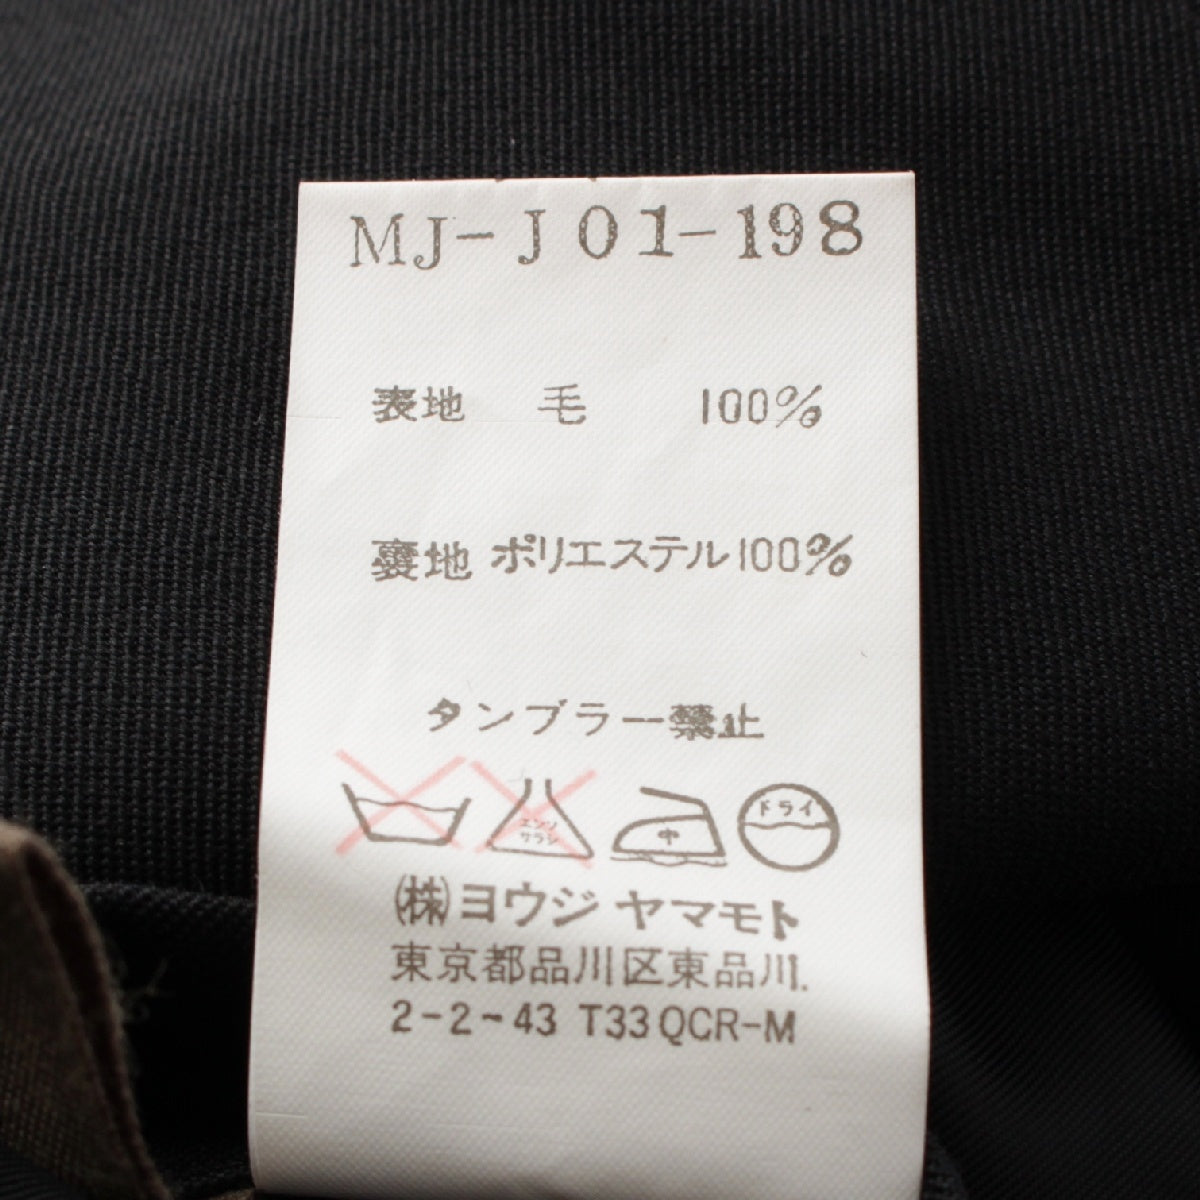 MJ-J01-198
表地 毛 100%
裏地 ポリエステル100%
タンブラー禁止
エンソ
サラシ
中
ドライ
(株)ヨウジ ヤマモト
東京都品川区東品川.
2-2-43 T33QCR-M